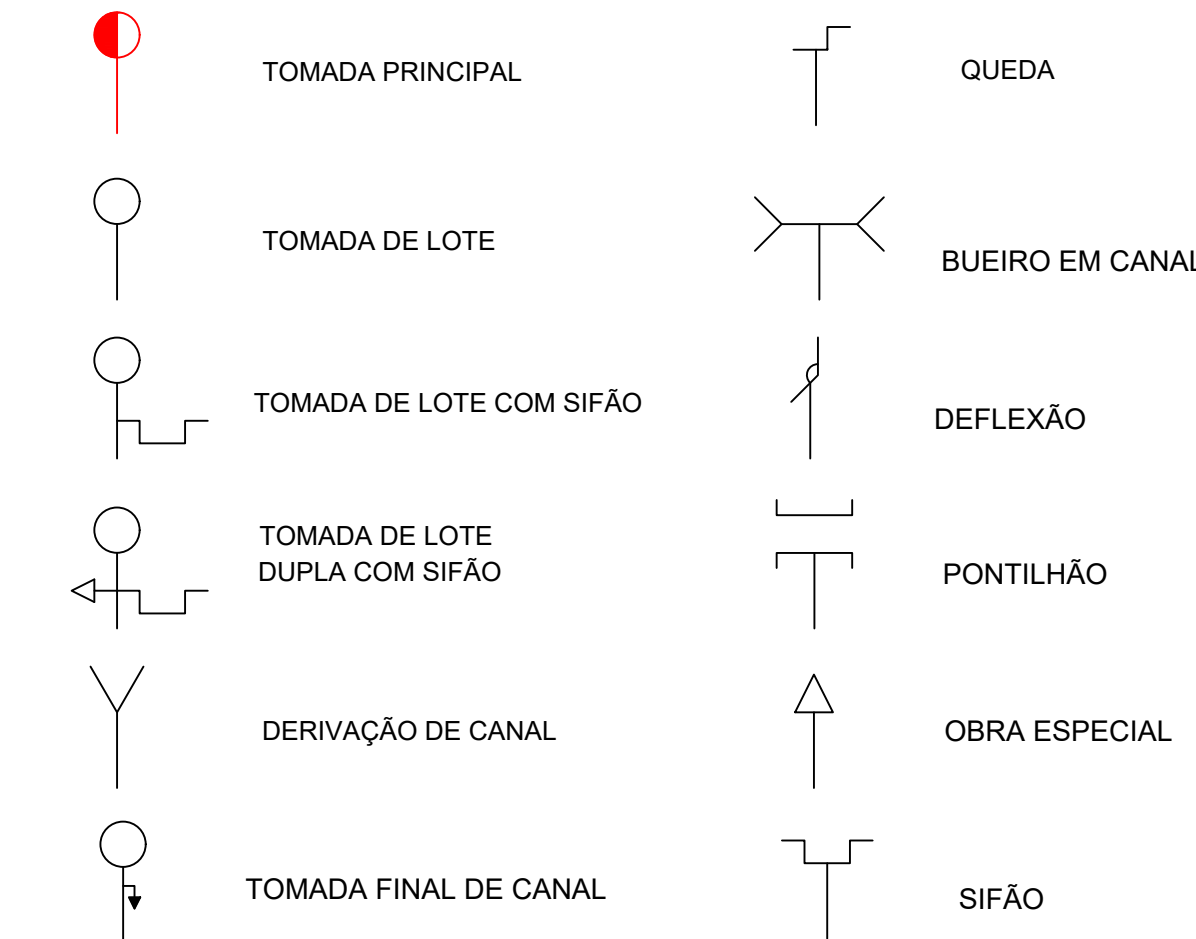 TOMADA PRINCIPAL
TOMADA DE LOTE
TOMADA DE LOTE COM SIFÃO
TOMADA DE LOTE
DUPLA COM SIFÃO
DERIVAÇÃO DE CANAL
TOMADA FINAL DE CANAL
QUEDA
BUEIRO EM CANAL
DEFLEXÃO
PONTILHÃO
OBRA ESPECIAL
SIFÃO